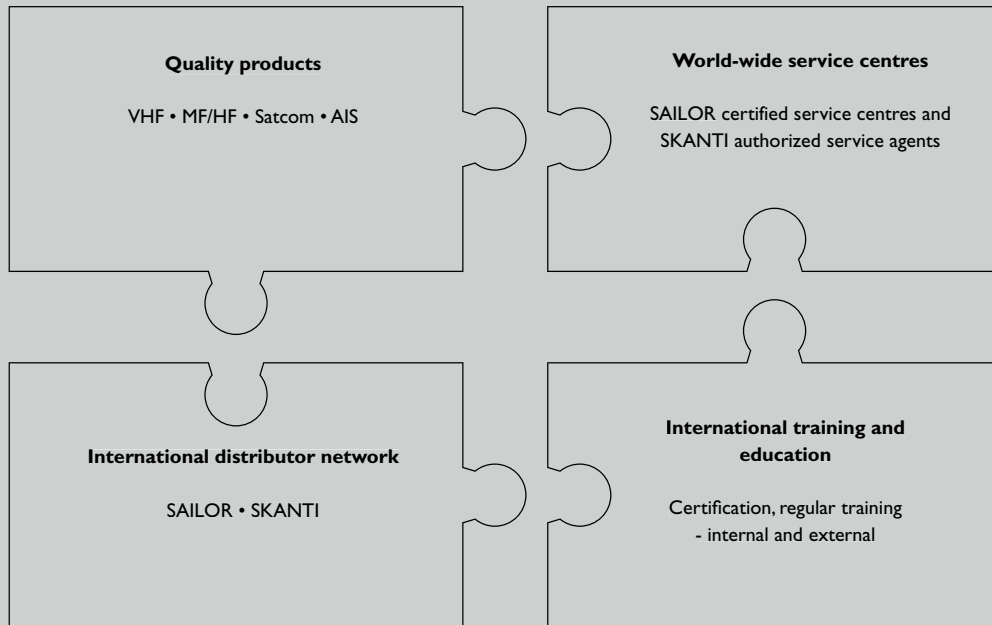 Quality products
VHF • MF/HF • Satcom • AIS
World-wide service centres
SAILOR certified service centres and
SKANTI authorized service agents
International distributor network
SAILOR • SKANTI
International training and
education
Certification, regular training
- internal and external